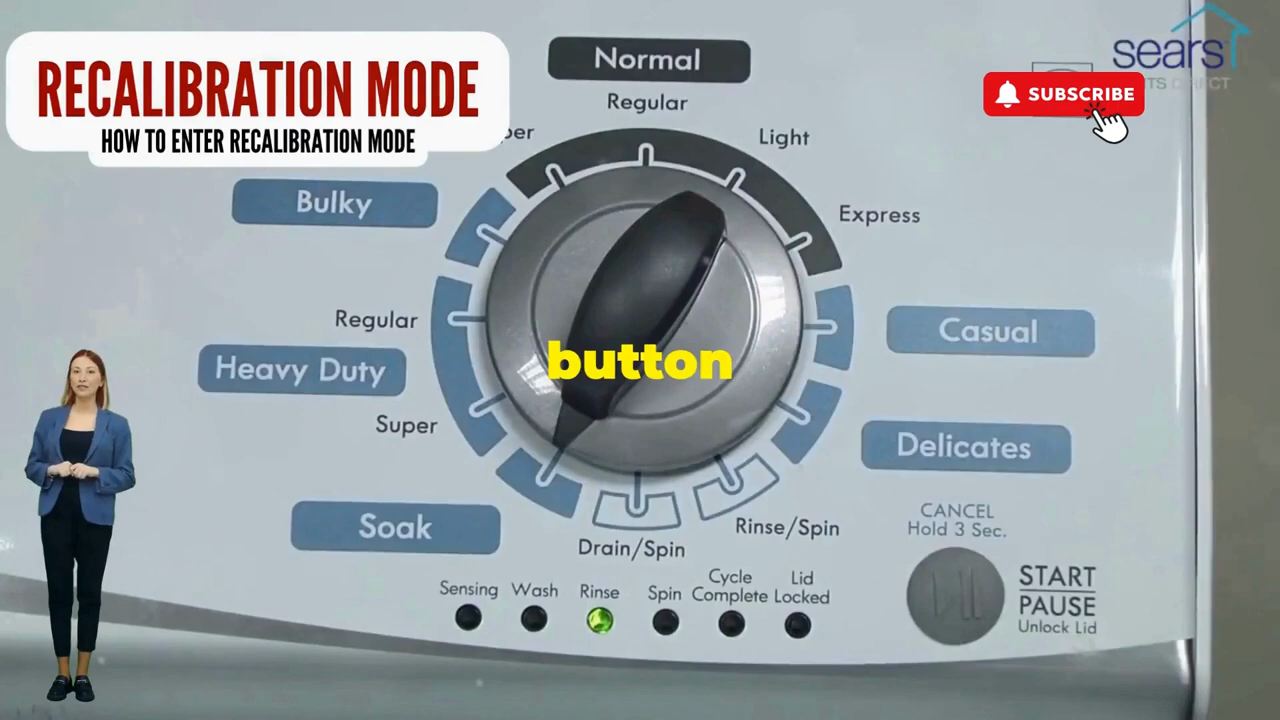 RECALIBRATION MODE
HOW TO ENTER RECALIBRATION MODE
sears
SUBSCRIBE
Normal
Regular
Light
Express
Bulky
Casual
Regular
Heavy Duty
Super
button
Delicates
Soak
Drain/Spin
Rinse/Spin
CANCEL
Hold 3 Sec.
Sensing
Wash
Rinse
Spin
Cycle
Complete
Lid
Locked
START
PAUSE
Unlock Lid